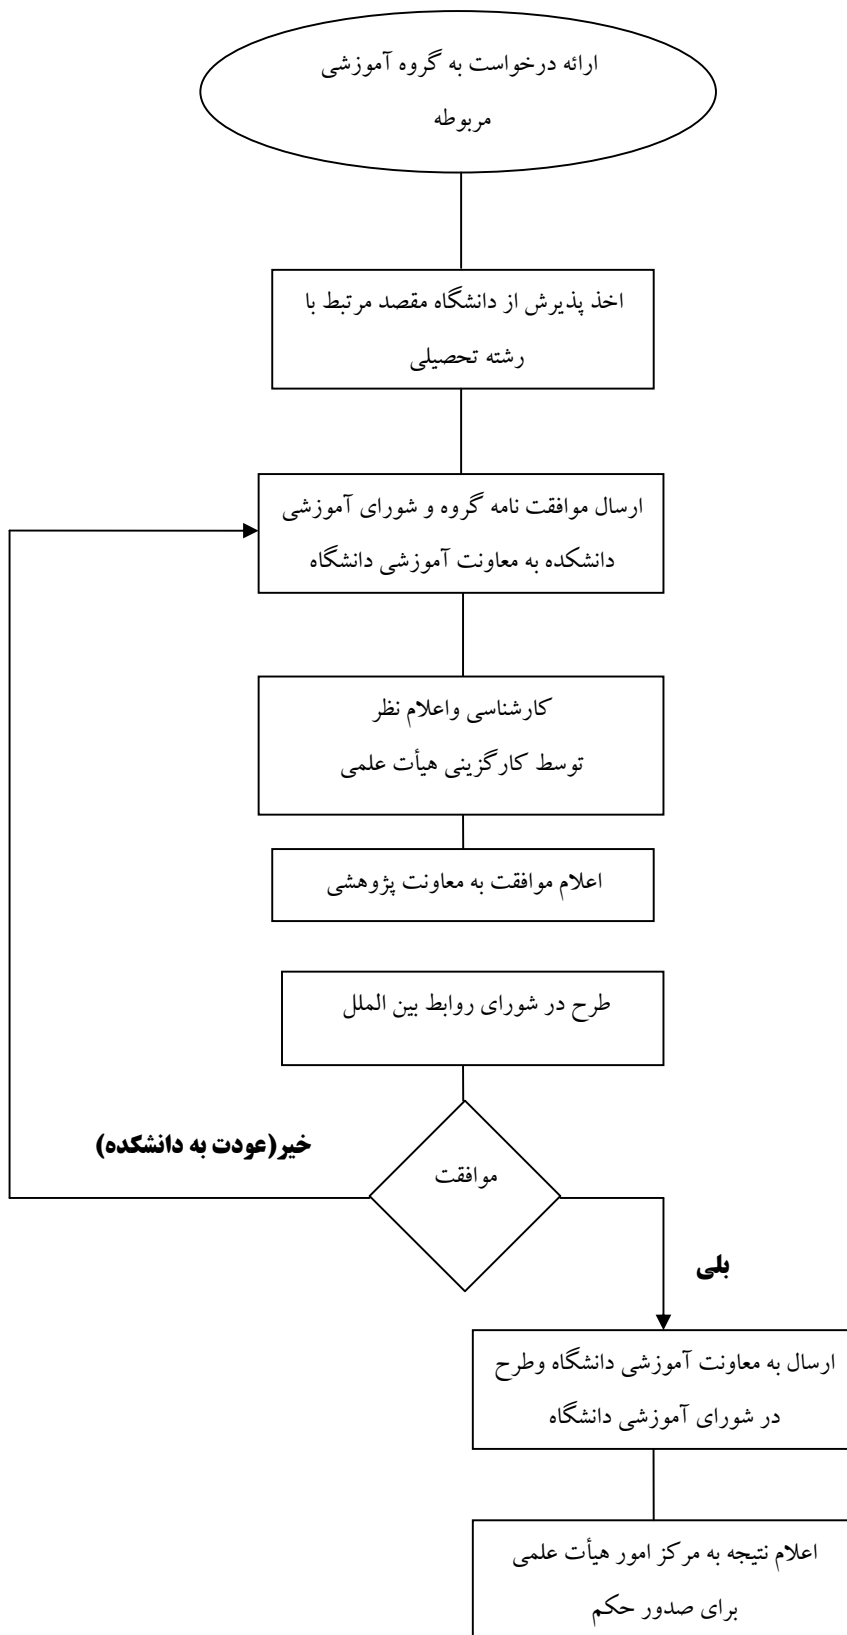 ارائه درخواست به گروه آموزشی
مربوطه
اخذ پذیرش از دانشگاه مقصد مرتبط با
رشته تحصیلی
ارسال موافقت نامه گروه و شورای آموزشی
دانشکده به معاونت آموزشی دانشگاه
کارشناسی واعلام نظر
توسط کارگزینی هیأت علمی
اعلام موافقت به معاونت پژوهشی
طرح در شورای روابط بین الملل
خیر(عودت به دانشکده)
موافقت
بلی
ارسال به معاونت آموزشی دانشگاه وطرح
در شورای آموزشی دانشگاه
اعلام نتیجه به مرکز امور هیأت علمی
برای صدور حکم